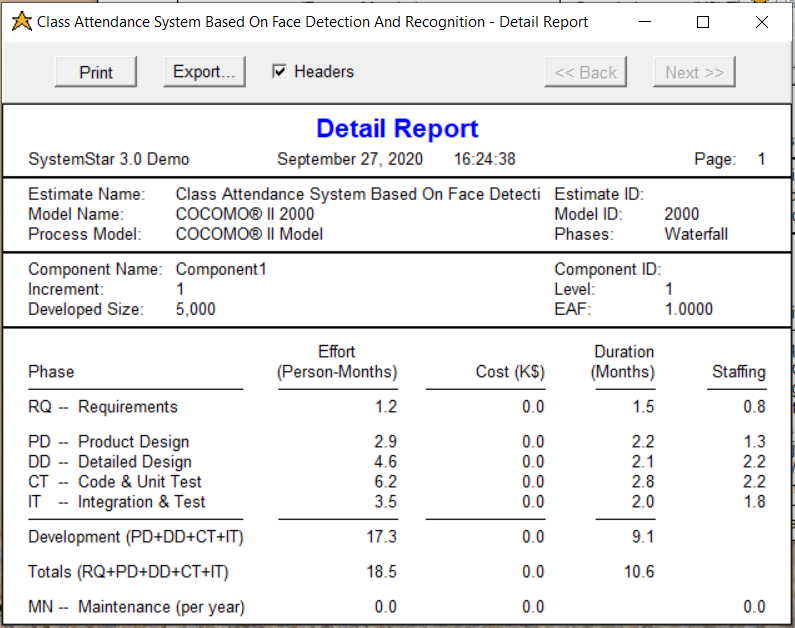 Class Attendance System Based On Face Detection And Recognition - Detail Report
Print Export... Headers << Back Next >>
Detail Report
SystemStar 3.0 Demo September 27, 2020 16:24:38 Page: 1
Estimate Name: Class Attendance System Based On Face Detecti Estimate ID:
Model Name: COCOMO® II 2000 Model ID: 2000
Process Model: COCOMO® II Model Phases: Waterfall
Component Name: Component1 Component ID:
Increment: 1 Level: 1
Developed Size: 5,000 EAF: 1.0000
Effort Duration
Phase (Person-Months) Cost (K$) (Months) Staffing
RQ -- Requirements 1.2 0.0 1.5 0.8
PD -- Product Design 2.9 0.0 2.2 1.3
DD -- Detailed Design 4.6 0.0 2.1 2.2
CT -- Code & Unit Test 6.2 0.0 2.8 2.2
IT -- Integration & Test 3.5 0.0 2.0 1.8
Development (PD+DD+CT+IT) 17.3 0.0 9.1
Totals (RQ+PD+DD+CT+IT) 18.5 0.0 10.6
MN -- Maintenance (per year) 0.0 0.0 0.0